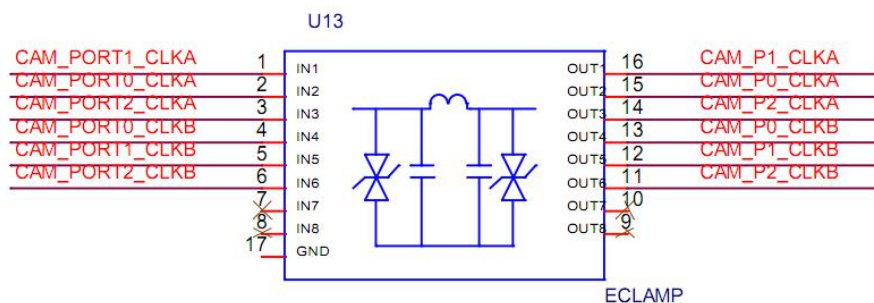 U13
CAM_PORT1_CLKA 1 IN1 OUT1 16 CAM_P1_CLKA
CAM_PORT0_CLKA 2 IN2 OUT2 15 CAM_P0_CLKA
CAM_PORT2_CLKA 3 IN3 OUT3 14 CAM_P2_CLKA
CAM_PORT0_CLKB 4 IN4 OUT4 13 CAM_P0_CLKB
CAM_PORT1_CLKB 5 IN5 OUT5 12 CAM_P1_CLKB
CAM_PORT2_CLKB 6 IN6 OUT6 11 CAM_P2_CLKB
7 IN7 OUT7 10
8 IN8 OUT8 9
17 GND
ECLAMP